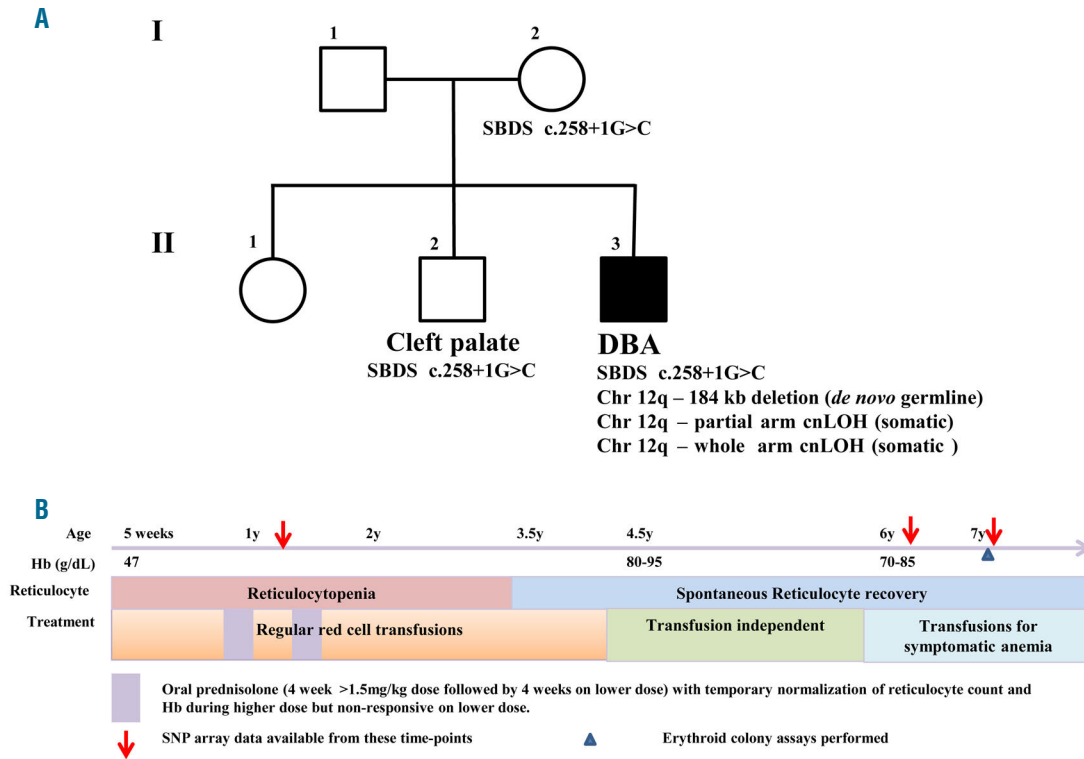 A
I
1
2
SBDS c.258+1G>C
II
1
2
3
Cleft palate
SBDS c.258+1G>C
DBA
SBDS c.258+1G>C
Chr 12q – 184 kb deletion (de novo germline)
Chr 12q – partial arm cnLOH (somatic)
Chr 12q – whole arm cnLOH (somatic )
B
Age 5 weeks 1y 2y 3.5y 4.5y 6y 7y
Hb (g/dL) 47 80-95 70-85
Reticulocyte Reticulocytopenia Spontaneous Reticulocyte recovery
Treatment Regular red cell transfusions Transfusion independent Transfusions for
symptomatic anemia
Oral prednisolone (4 week >1.5mg/kg dose followed by 4 weeks on lower dose) with temporary normalization of reticulocyte count and
Hb during higher dose but non-responsive on lower dose.
SNP array data available from these time-points Erythroid colony assays performed